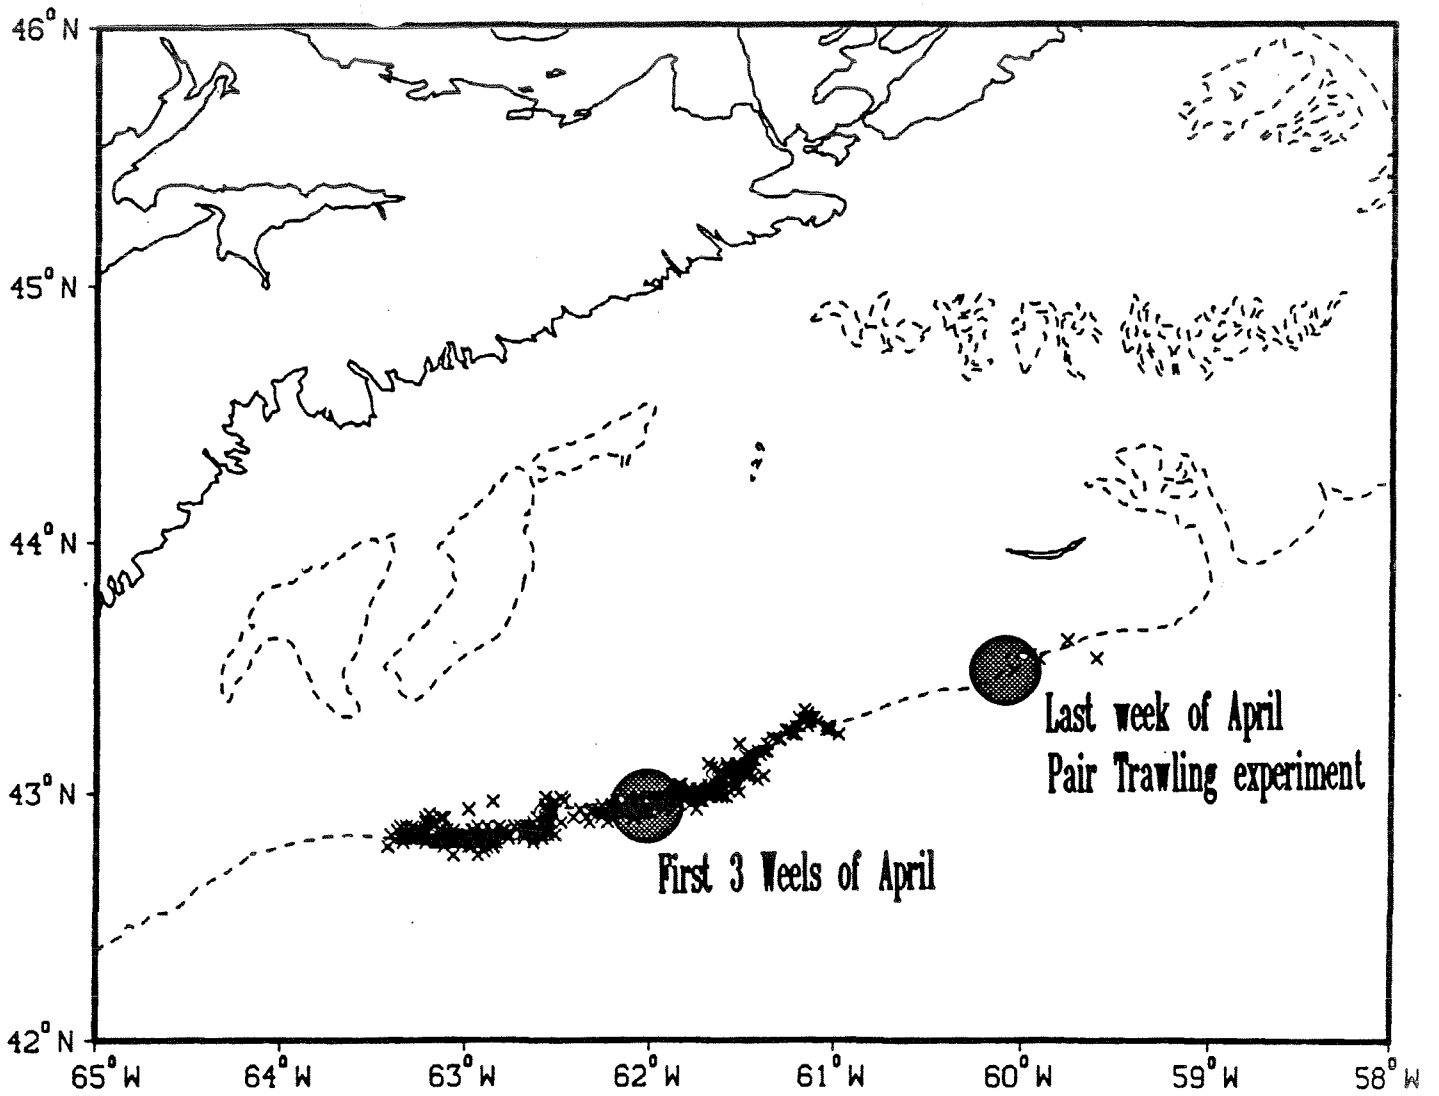 46°N
45°N
44°N
43°N
42°N
Last week of April
Pair Trawling experiment
First 3 Weels of April
65°W 64°W 63°W 62°W 61°W 60°W 59°W 58°W